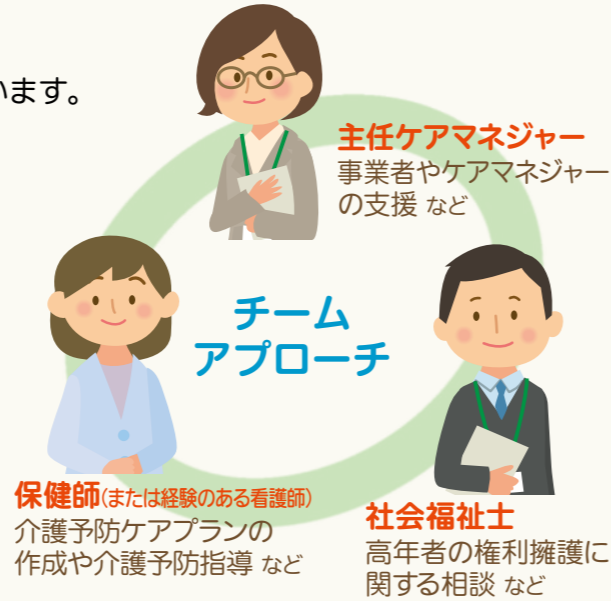 います。
主任ケアマネジャー
事業者やケアマネジャー
の支援 など
チーム
アプローチ
保健師(または経験のある看護師)
介護予防ケアプランの
作成や介護予防指導 など
社会福祉士
高年者の権利擁護に
関する相談 など